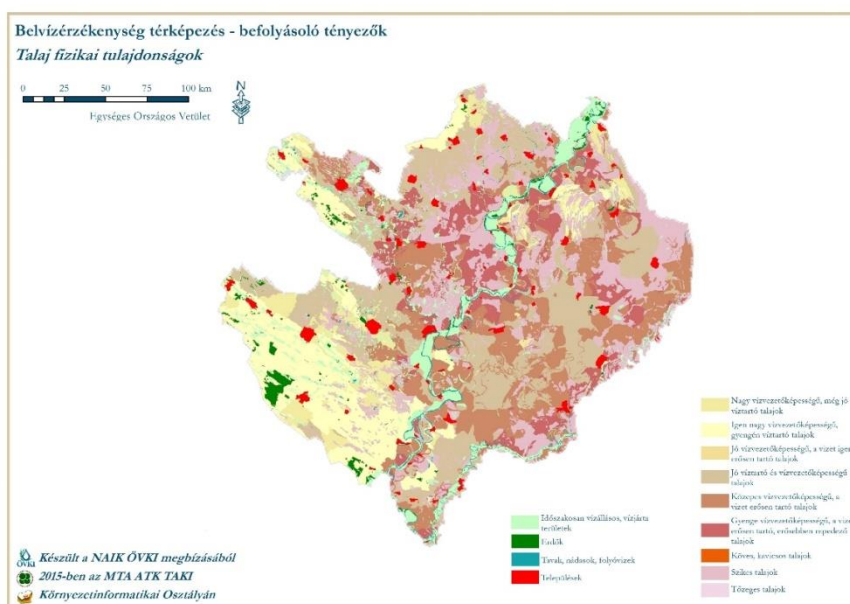 Belvízérzékenység térképezés - befolyásoló tényezők
Talaj fizikai tulajdonságok
0 25 50 75 100 km
N
Egységes Országos Vetület
Nagy vízvezetőképességű, még jó
víztartó talajok
Igen nagy vízvezetőképességű,
gyengén víztartó talajok
Jó vízvezetőképességű, a vizet igen
erősen tartó talajok
Jó víztartó és vízvezetőképességű
talajok
Közepes víztvezetőképességű, a
vizet erősen tartó talajok
Gyenge vízvezetőképességű, a vizet
erősen tartó, erősebben repedező
talajok
Köves, kavicsos talajok
Szikes talajok
Tőzeges talajok
Időszakosan vízállásos, vízjárta
területek
Erdők
Tavak, nádasok, folyóvizek
Települések
ÖVKI
Készült a NAIK ÖVKI megbízásából
2015-ben az MTA ATK TAKI
Környezetinformatikai Osztályán